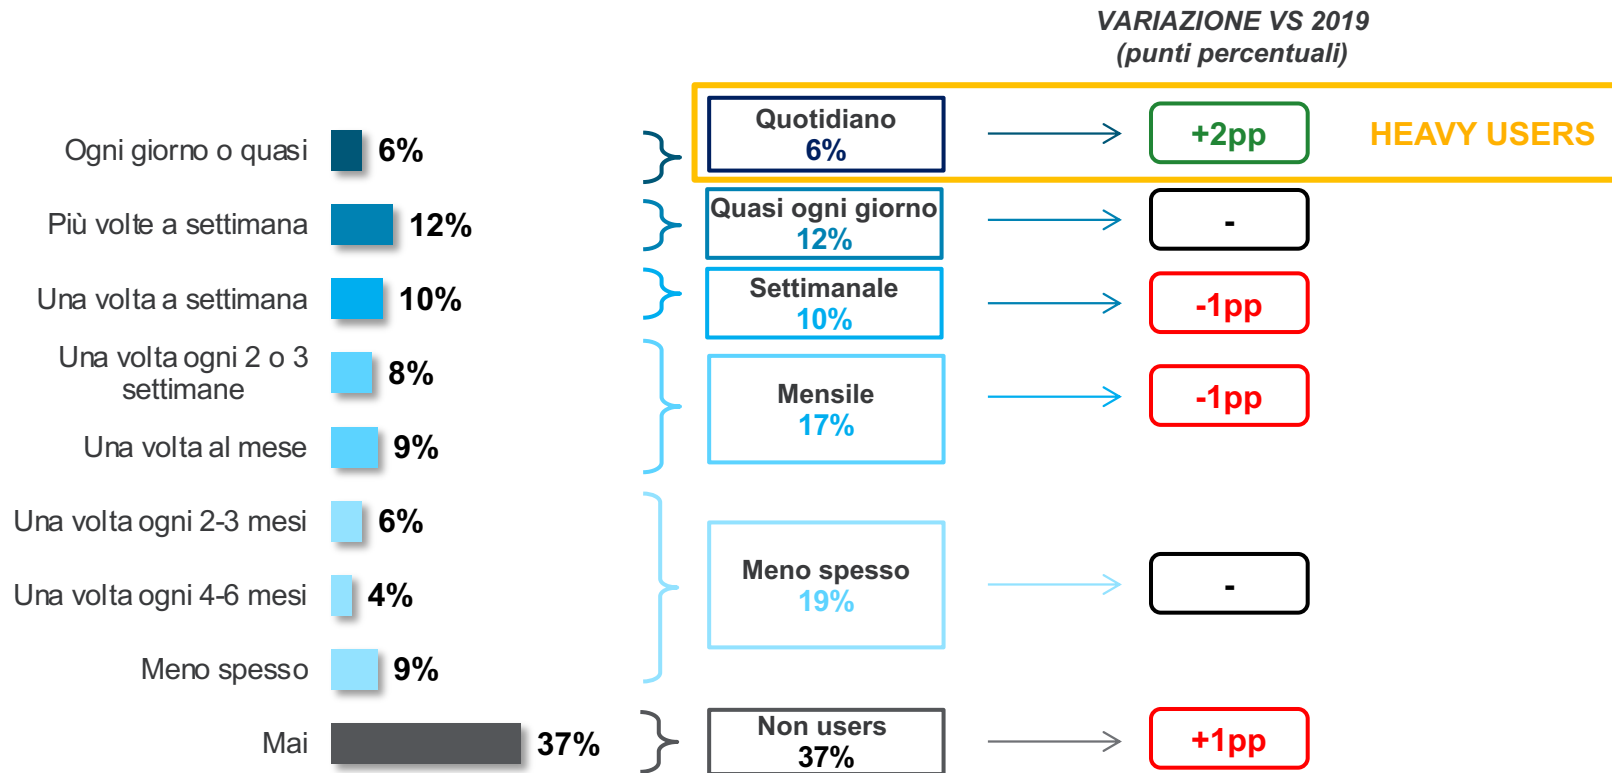 VARIAZIONE VS 2019
(punti percentuali)
Ogni giorno o quasi
6%
Quotidiano
6%
+2pp
HEAVY USERS
Più volte a settimana
12%
Quasi ogni giorno
12%
-
Una volta a settimana
10%
Settimanale
10%
-1pp
Una volta ogni 2 o 3
settimane
8%
Mensile
17%
-1pp
Una volta al mese
9%
Una volta ogni 2-3 mesi
6%
Meno spesso
19%
-
Una volta ogni 4-6 mesi
4%
Meno spesso
9%
Mai
37%
Non users
37%
+1pp